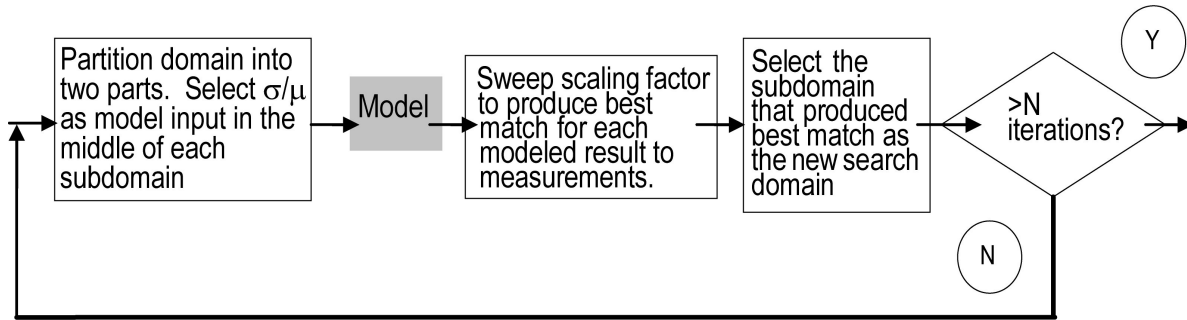 Partition domain into
two parts. Select σ/μ
as model input in the
middle of each
subdomain
Model
Sweep scaling factor
to produce best
match for each
modeled result to
measurements.
Select the
subdomain
that produced
best match as
the new search
domain
>N
iterations?
Y
N